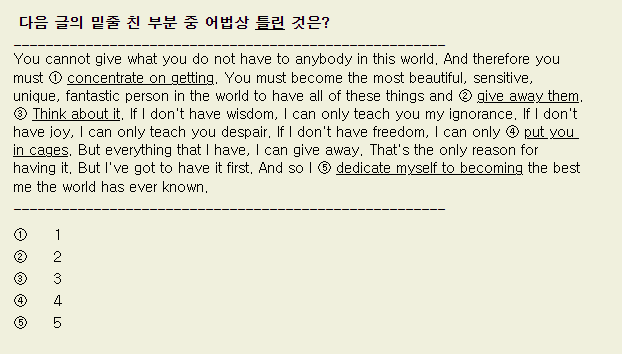 다음 글의 밑줄 친 부분 중 어법상 틀린 것은?
You cannot give what you do not have to anybody in this world. And therefore you
must ① concentrate on getting. You must become the most beautiful, sensitive,
unique, fantastic person in the world to have all of these things and ② give away them.
③ Think about it. If I don't have wisdom, I can only teach you my ignorance. If I don't
have joy, I can only teach you despair. If I don't have freedom, I can only ④ put you
in cages. But everything that I have, I can give away. That's the only reason for
having it. But I've got to have it first. And so I ⑤ dedicate myself to becoming the best
me the world has ever known.
① 1
② 2
③ 3
④ 4
⑤ 5